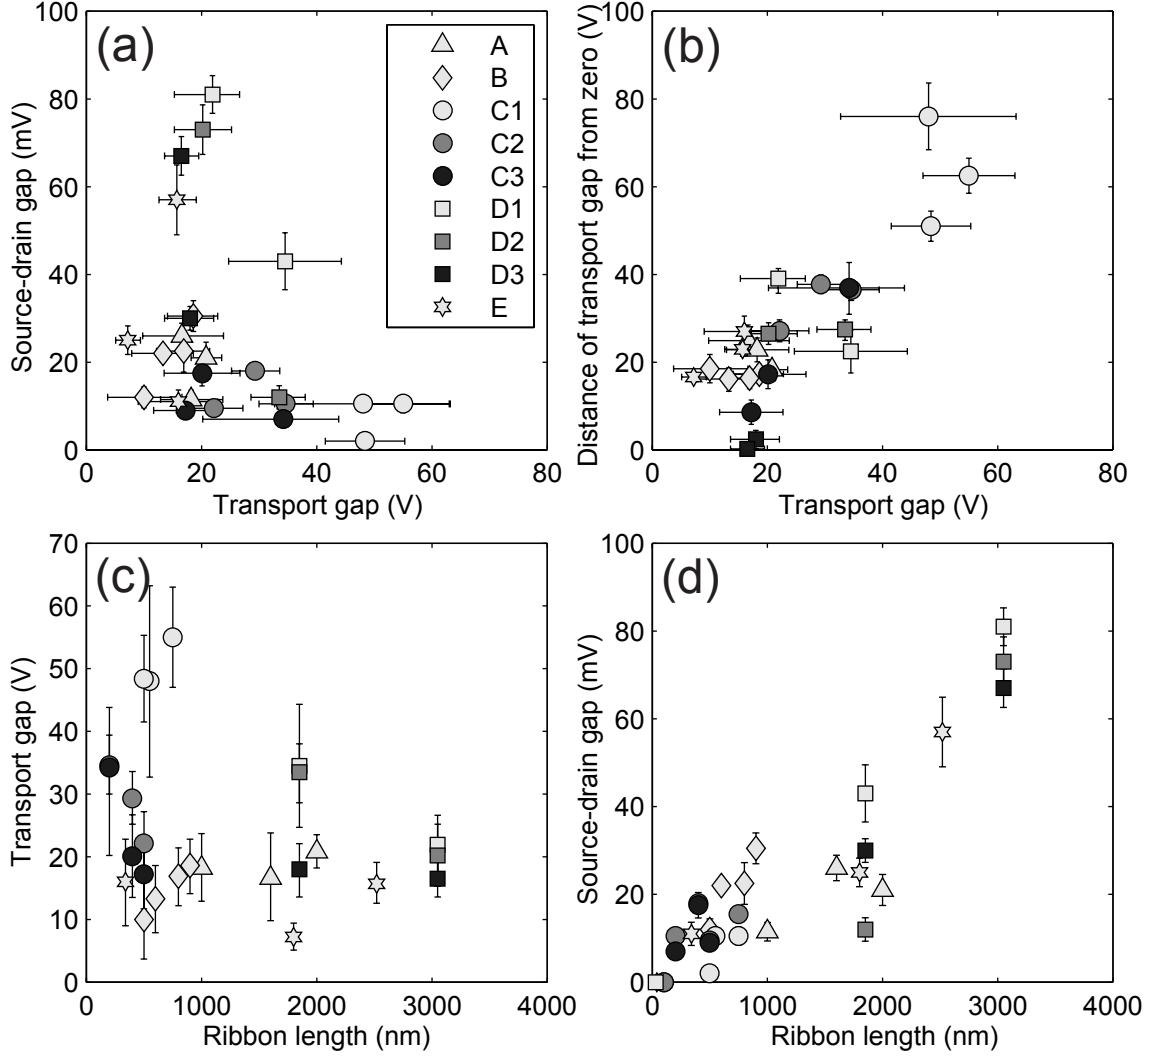 (a)
100
80
60
40
20
0
Source-drain gap (mV)
0 20 40 60 80
Transport gap (V)
A
B
C1
C2
C3
D1
D2
D3
E
(b)
100
80
60
40
20
0
Distance of transport gap from zero (V)
0 20 40 60 80
Transport gap (V)
(c)
70
60
50
40
30
20
10
0
Transport gap (V)
0 1000 2000 3000 4000
Ribbon length (nm)
(d)
100
80
60
40
20
0
Source-drain gap (mV)
0 1000 2000 3000 4000
Ribbon length (nm)